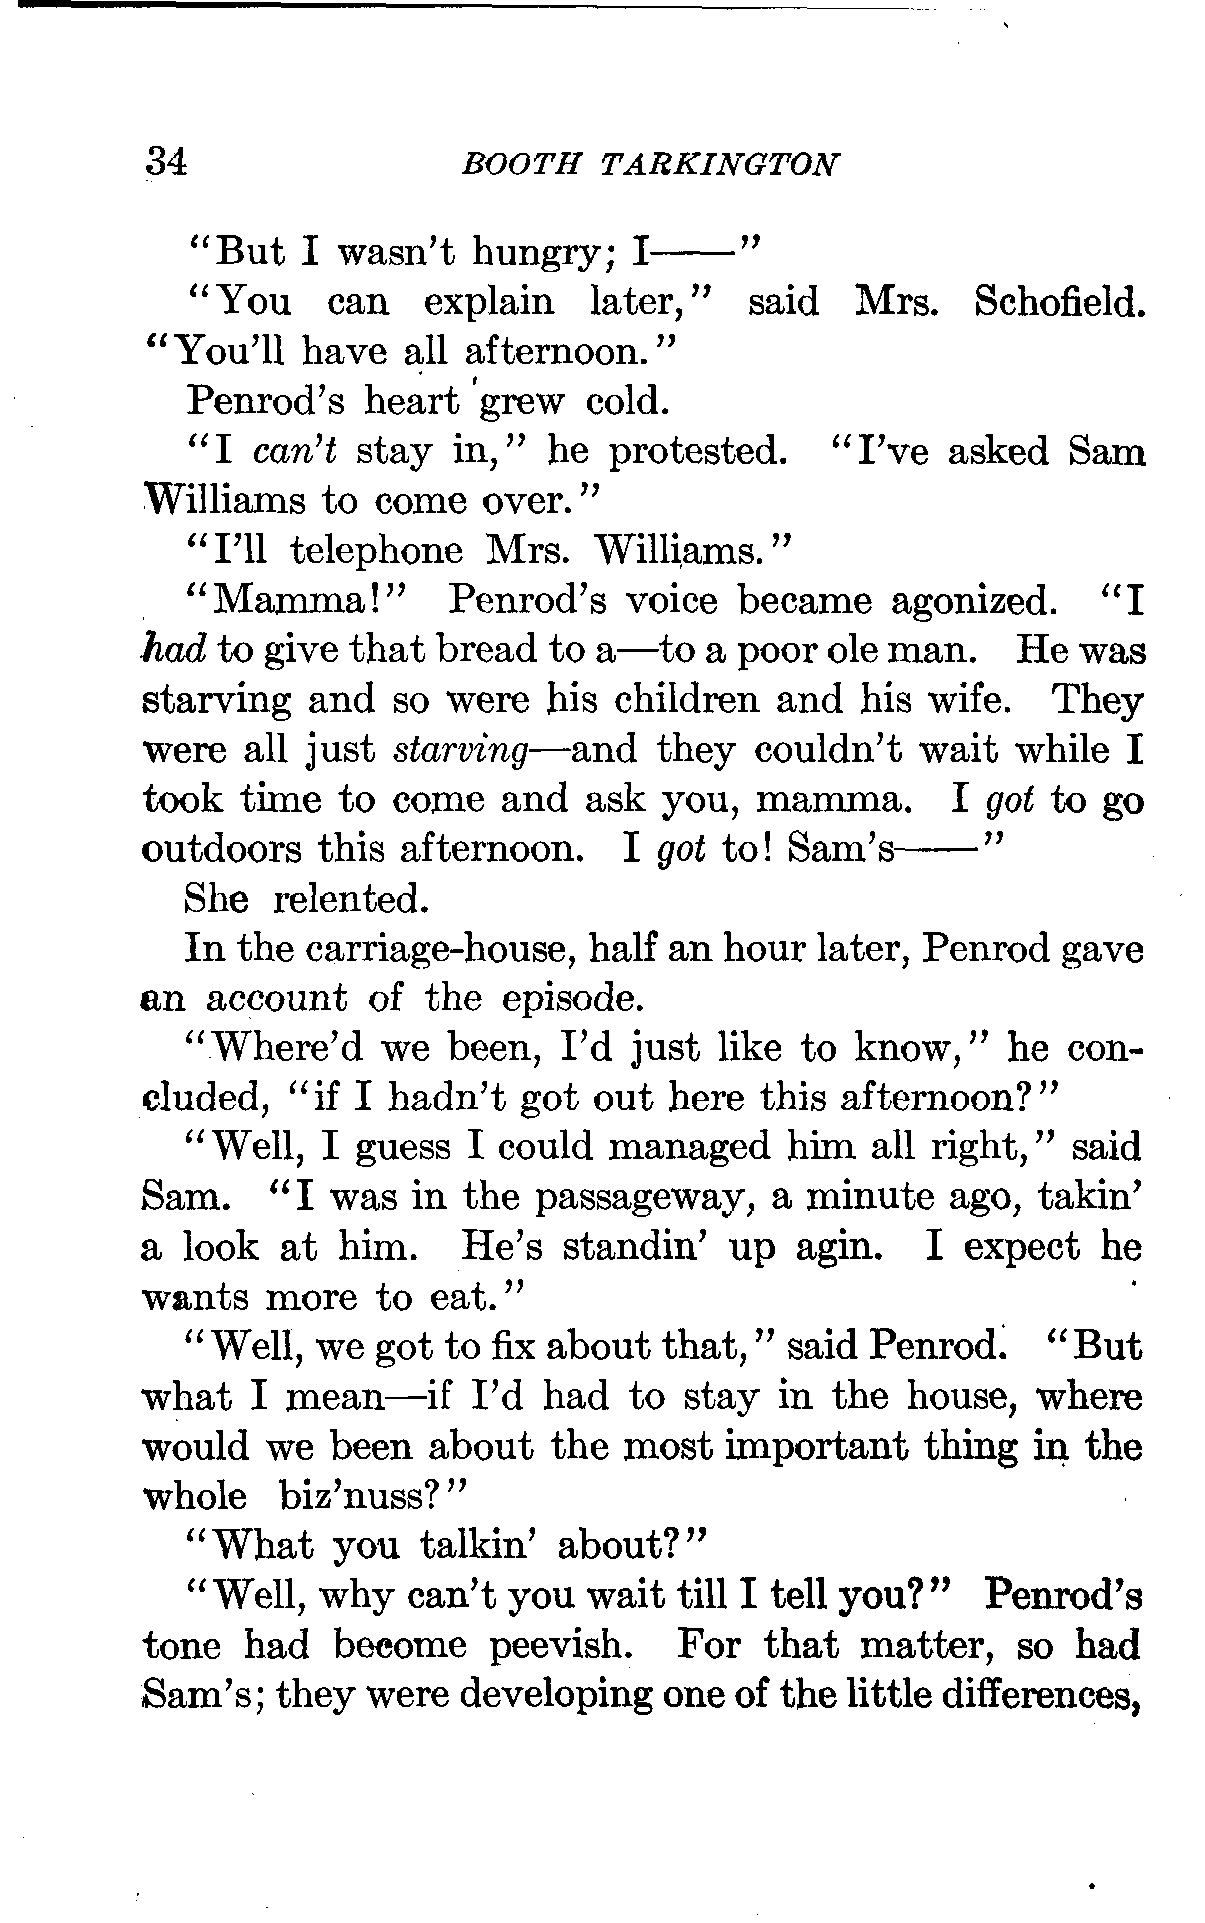 34 BOOTH TARKINGTON
"But I wasn't hungry; I——"
"You can explain later," said Mrs. Schofield.
"You'll have all afternoon."
Penrod's heart grew cold.
"I can't stay in," he protested. "I've asked Sam
Williams to come over."
"I'll telephone Mrs. Williams."
"Mamma!" Penrod's voice became agonized. "I
had to give that bread to a—to a poor ole man. He was
starving and so were his children and his wife. They
were all just starving—and they couldn't wait while I
took time to come and ask you, mamma. I got to go
outdoors this afternoon. I got to! Sam's——"
She relented.
In the carriage-house, half an hour later, Penrod gave
an account of the episode.
"Where'd we been, I'd just like to know," he con-
cluded, "if I hadn't got out here this afternoon?"
"Well, I guess I could managed him all right," said
Sam. "I was in the passageway, a minute ago, takin'
a look at him. He's standin' up agin. I expect he
wants more to eat."
"Well, we got to fix about that," said Penrod. "But
what I mean—if I'd had to stay in the house, where
would we been about the most important thing in the
whole biz'nuss?"
"What you talkin' about?"
"Well, why can't you wait till I tell you?" Penrod's
tone had become peevish. For that matter, so had
Sam's; they were developing one of the little differences,